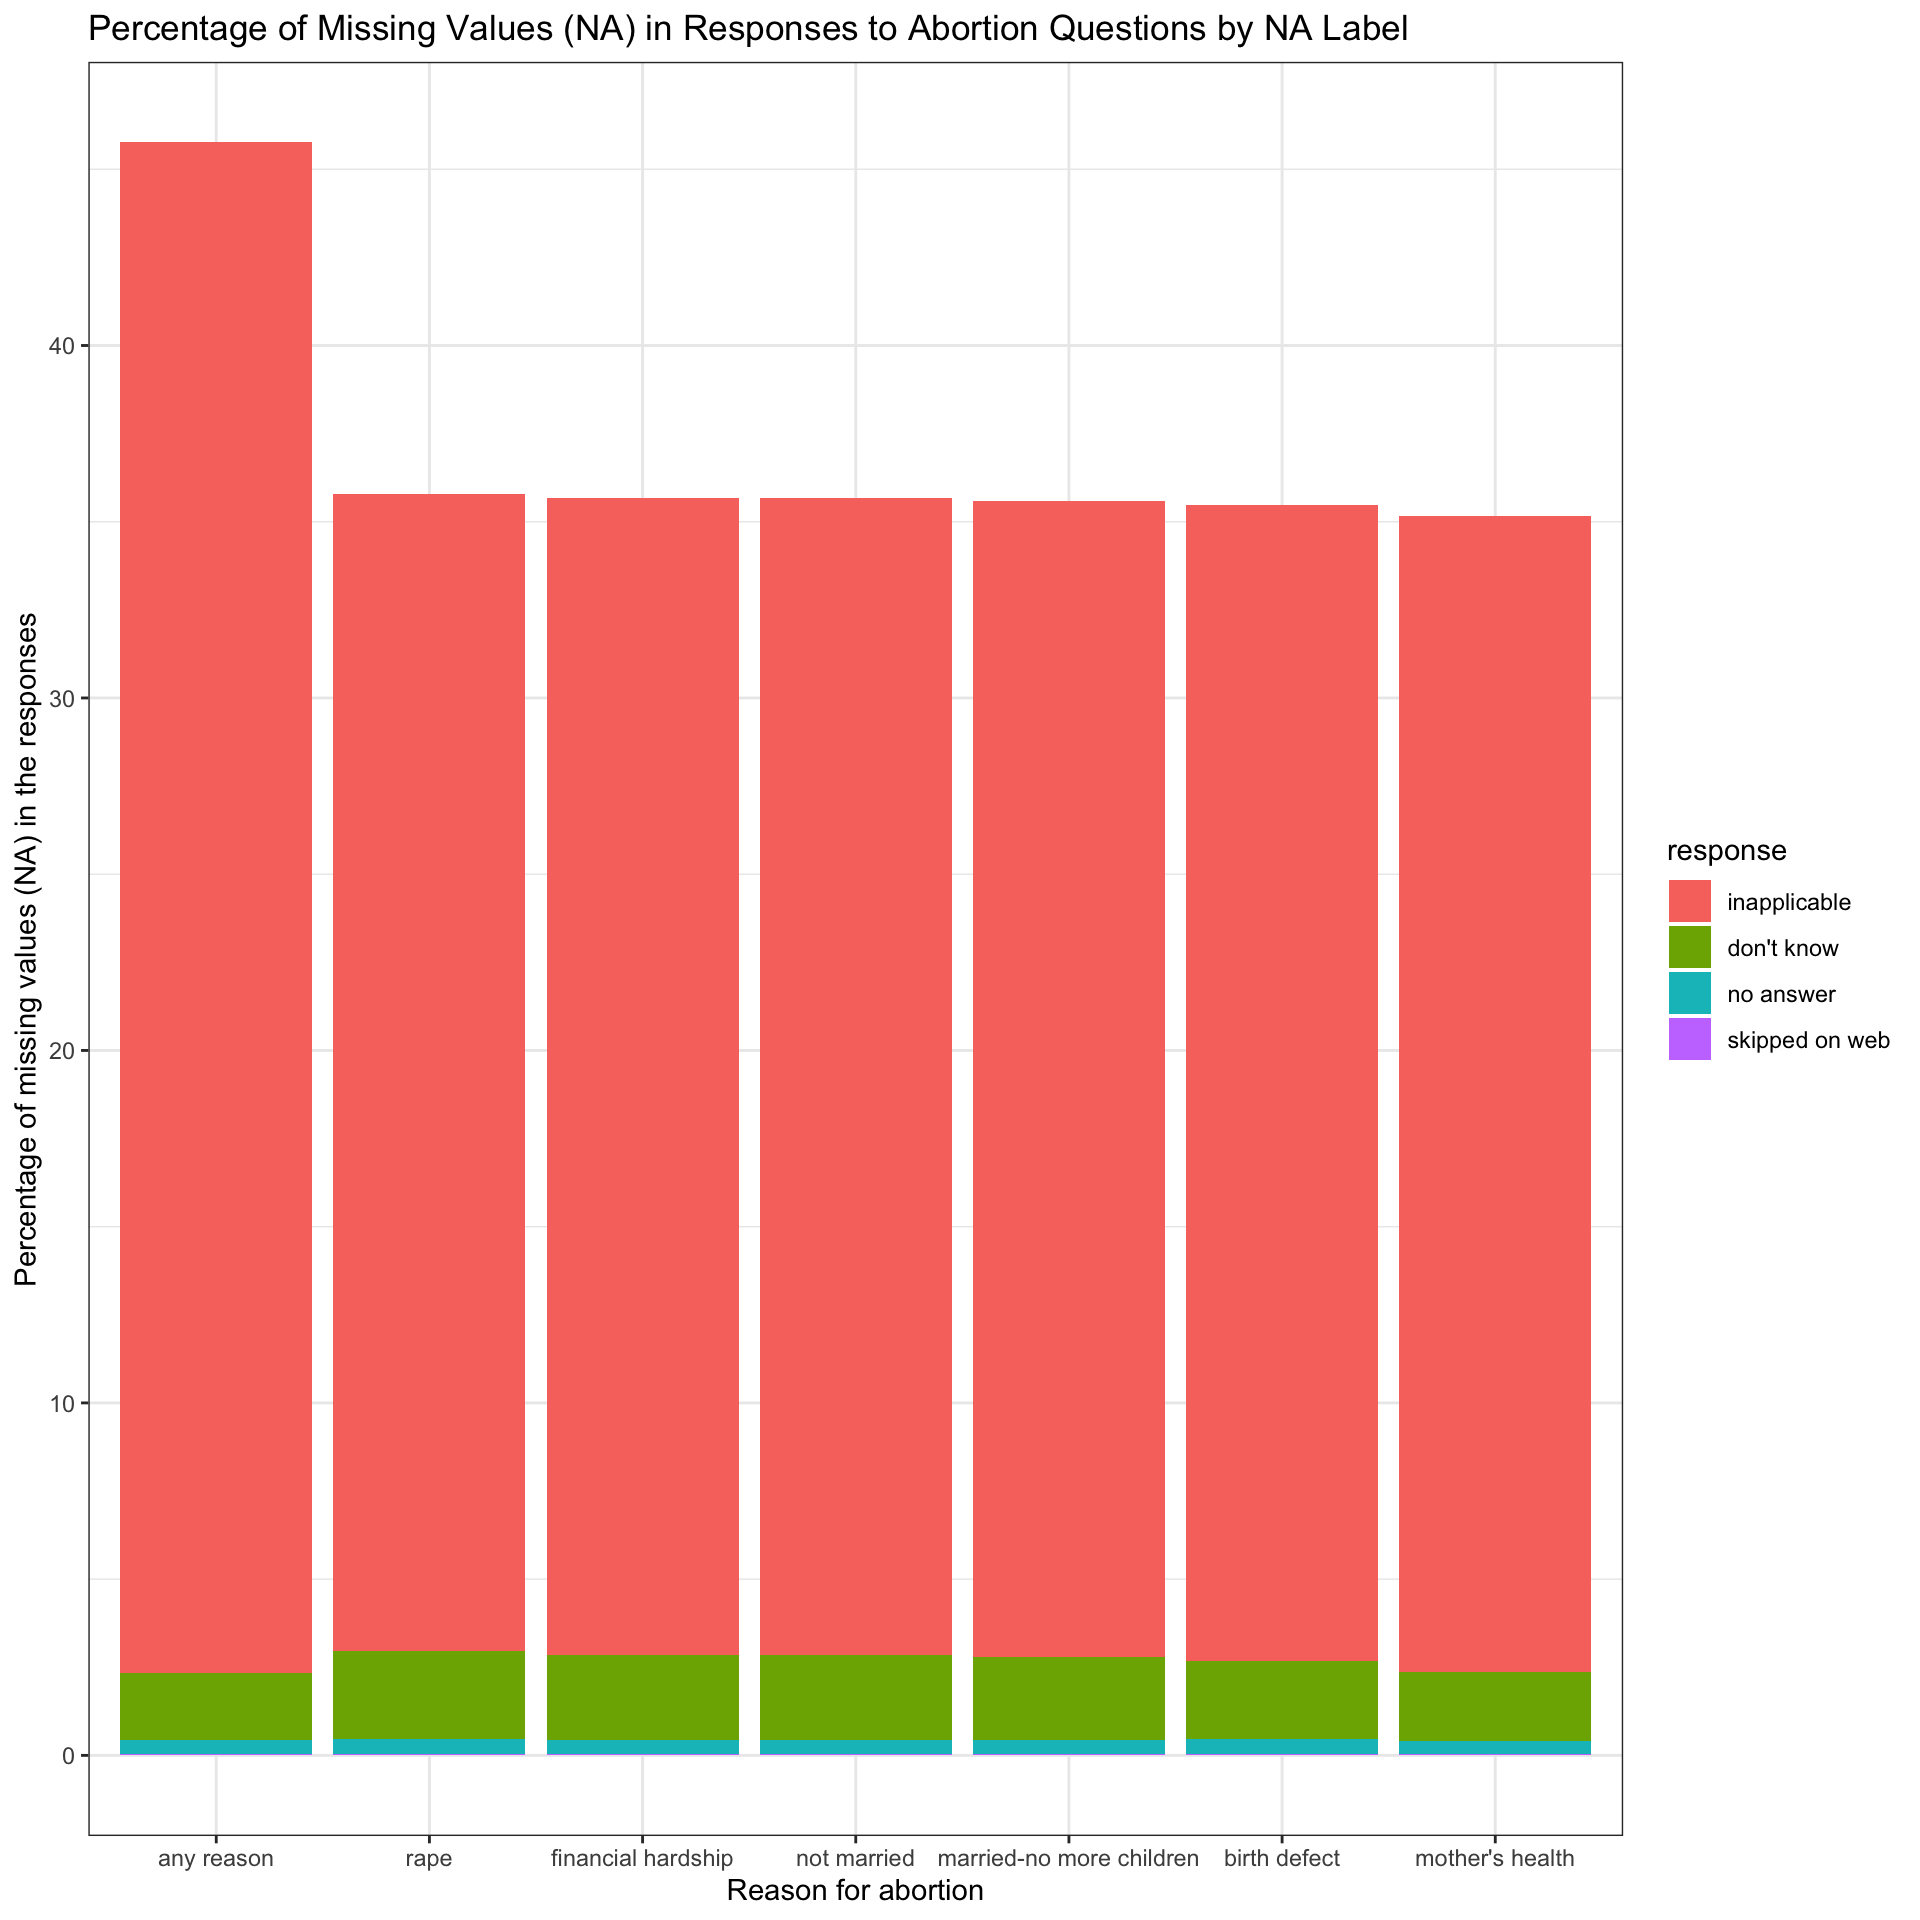 Percentage of Missing Values (NA) in Responses to Abortion Questions by NA Label
Percentage of missing values (NA) in the responses
40
30
20
10
0
any reason
rape
financial hardship
not married
married-no more children
birth defect
mother's health
Reason for abortion
response
inapplicable
don't know
no answer
skipped on web